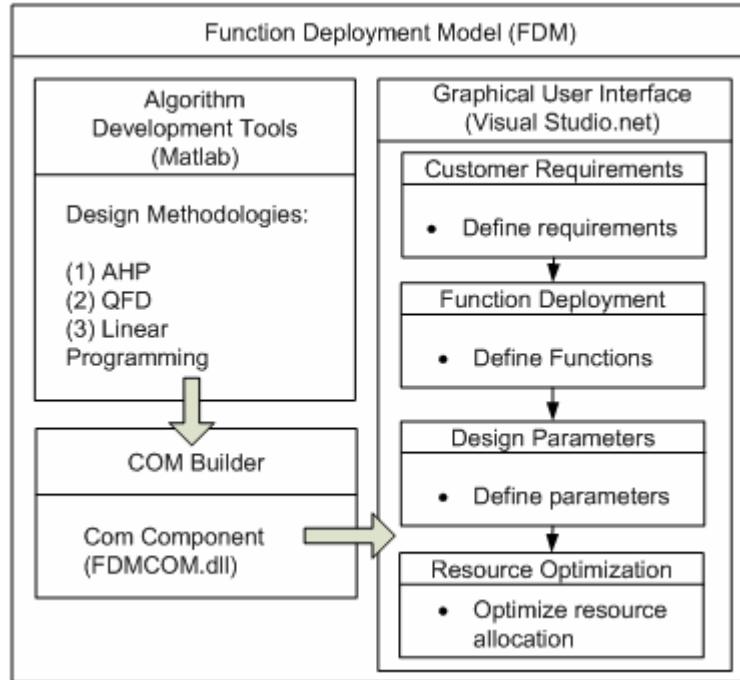 Function Deployment Model (FDM)
Algorithm
Development Tools
(Matlab)
Design Methodologies:
(1) AHP
(2) QFD
(3) Linear
Programming
COM Builder
Com Component
(FDMCOM.dll)
Graphical User Interface
(Visual Studio.net)
Customer Requirements
• Define requirements
Function Deployment
• Define Functions
Design Parameters
• Define parameters
Resource Optimization
• Optimize resource
allocation